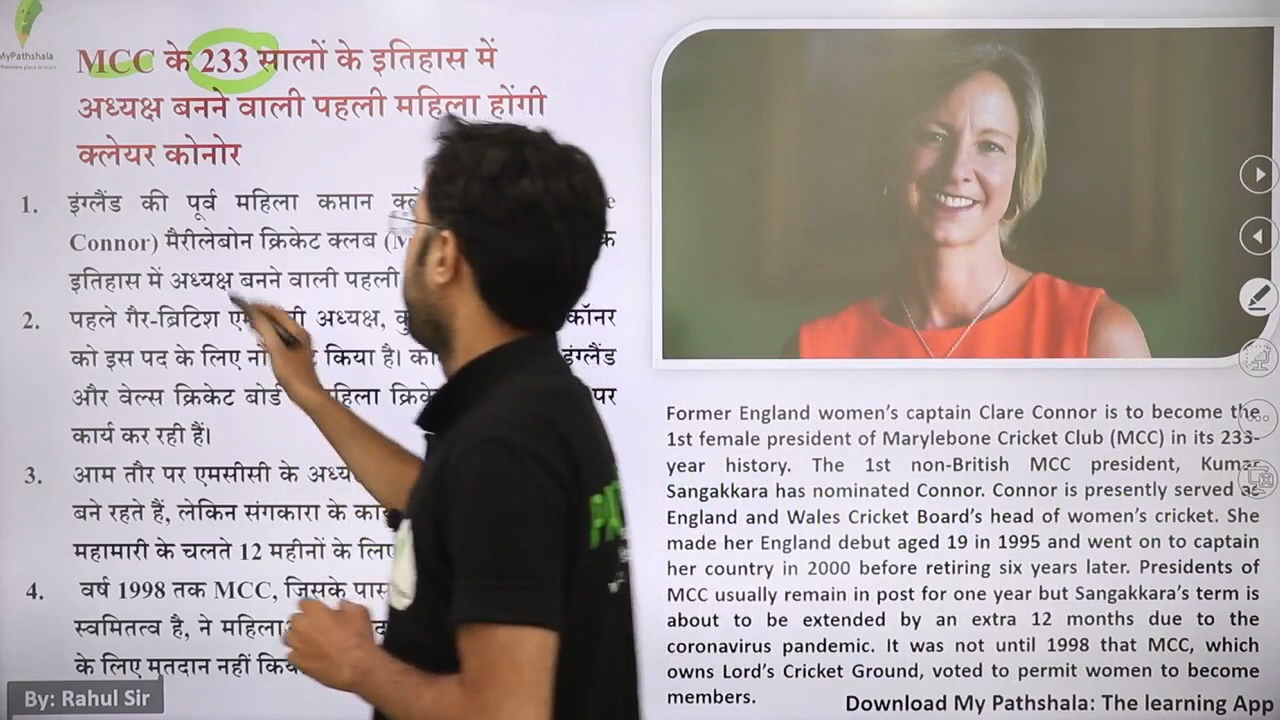 MyPathshala
MCC के 233 सालों के इतिहास में
अध्यक्ष बनने वाली पहली महिला होंगी
क्लेयर कोनोर
1. इंग्लैंड की पूर्व महिला कप्तान
Connor) मैरीलेबोन क्रिकेट क्लब
इतिहास में अध्यक्ष बनने वाली पहली
2. पहले गैर-ब्रिटिश अध्यक्ष, कॉनर
को इस पद के लिए किया है। इंग्लैंड
और वेल्स क्रिकेट बोर्ड पर
कार्य कर रही हैं।
3. आम तौर पर एमसीसी के
बने रहते हैं, लेकिन संगकारा के
महामारी के चलते 12 महीनों के
4. वर्ष 1998 तक MCC, जिसके पास
स्वमितत्व है, ने
के लिए मतदान नहीं
By: Rahul Sir
Former England women's captain Clare Connor is to become the
1st female president of Marylebone Cricket Club (MCC) in its 233-
year history. The 1st non-British MCC president, Kumar
Sangakkara has nominated Connor. Connor is presently served as
England and Wales Cricket Board's head of women's cricket. She
made her England debut aged 19 in 1995 and went on to captain
her country in 2000 before retiring six years later. Presidents of
MCC usually remain in post for one year but Sangakkara's term is
about to be extended by an extra 12 months due to the
coronavirus pandemic. It was not until 1998 that MCC, which
owns Lord's Cricket Ground, voted to permit women to become
members.
Download My Pathshala: The learning App